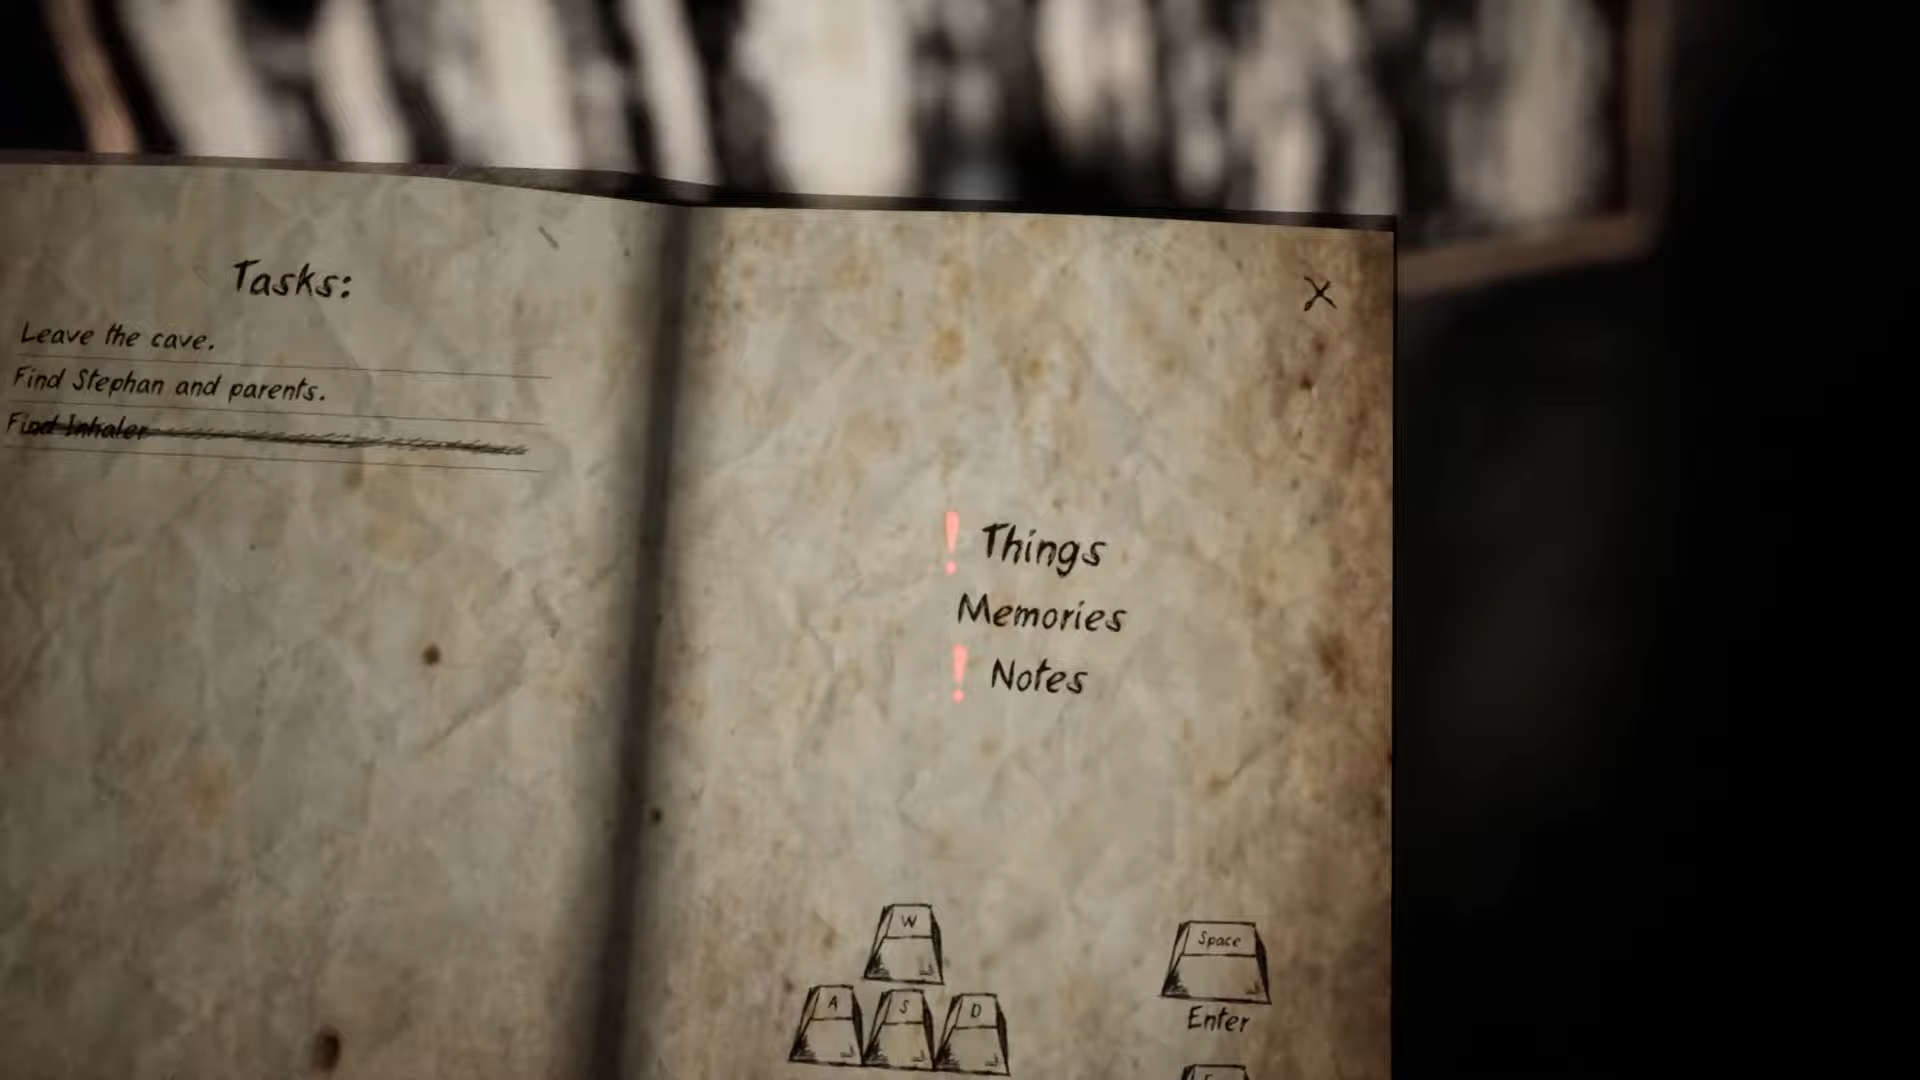 Tasks:
Leave the cave.
Find Stephan and parents.
Find Inhaler
X
! Things
Memories
! Notes
W
A S D
Space
Enter